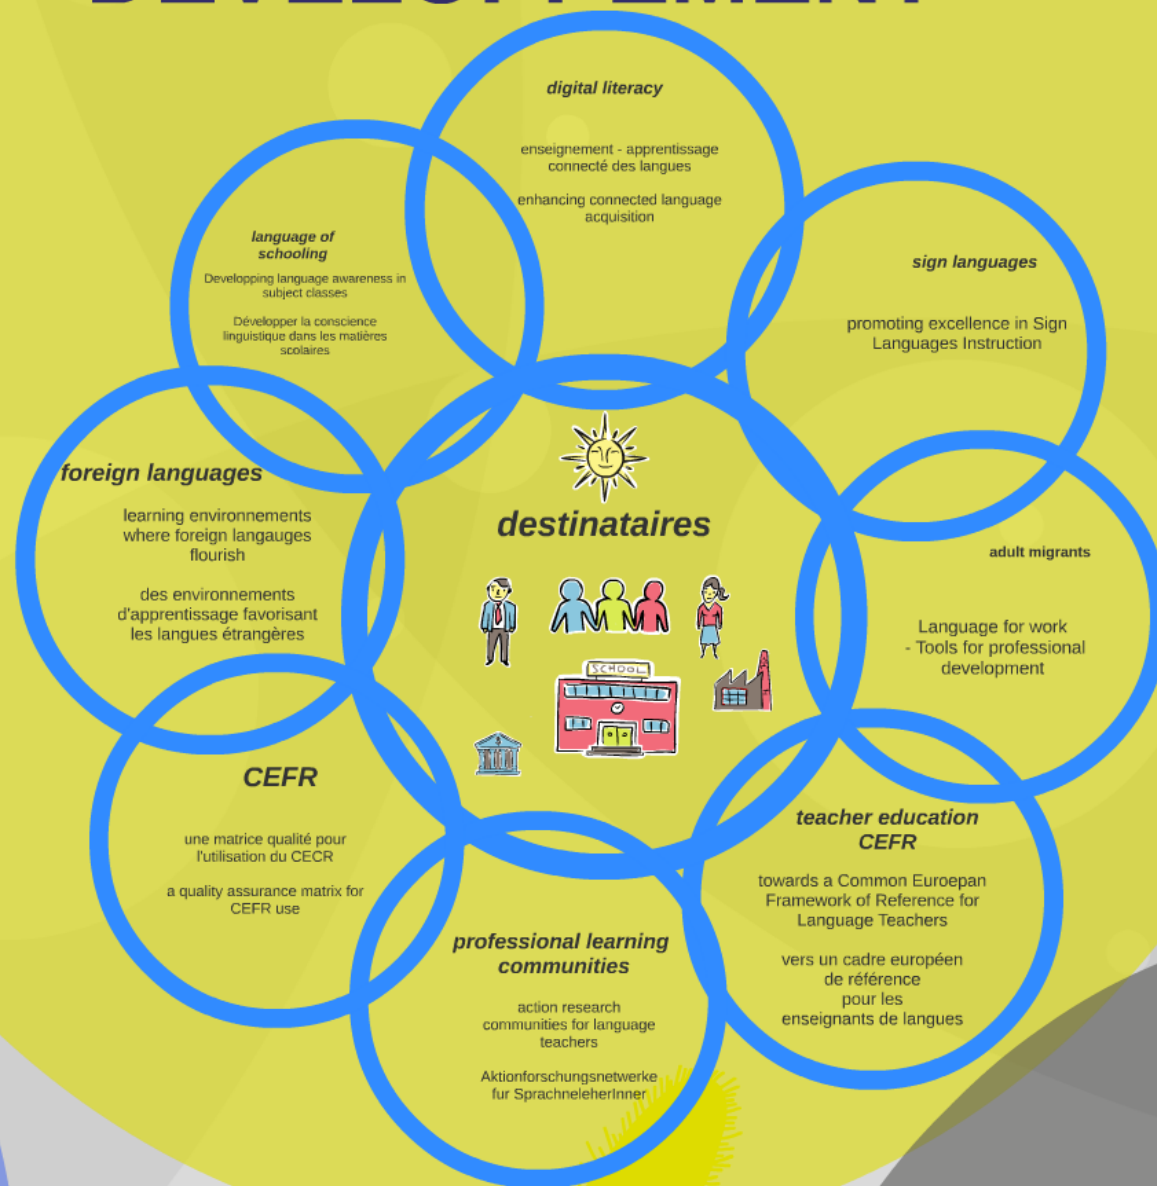 DEVELOPPEMENT
digital literacy
enseignement - apprentissage
connecté des langues
enhancing connected language
acquisition
language of
schooling
Developping language awareness in
subject classes
Développer la conscience
linguistique dans les matières
scolaires
sign languages
promoting excellence in Sign
Languages Instruction
foreign languages
learning environnements
where foreign langauges
flourish
des environnements
d'apprentissage favorisant
les langues étrangères
destinataires
SCHOOL
adult migrants
Language for work
- Tools for professional
development
CEFR
une matrice qualité pour
l'utilisation du CECR
a quality assurance matrix for
CEFR use
teacher education
CEFR
towards a Common Euroepan
Framework of Reference for
Language Teachers
vers un cadre européen
de référence
pour les
enseignants de langues
professional learning
communities
action research
communities for language
teachers
Aktionforschungsnetwerke
fur SprachneleherInner